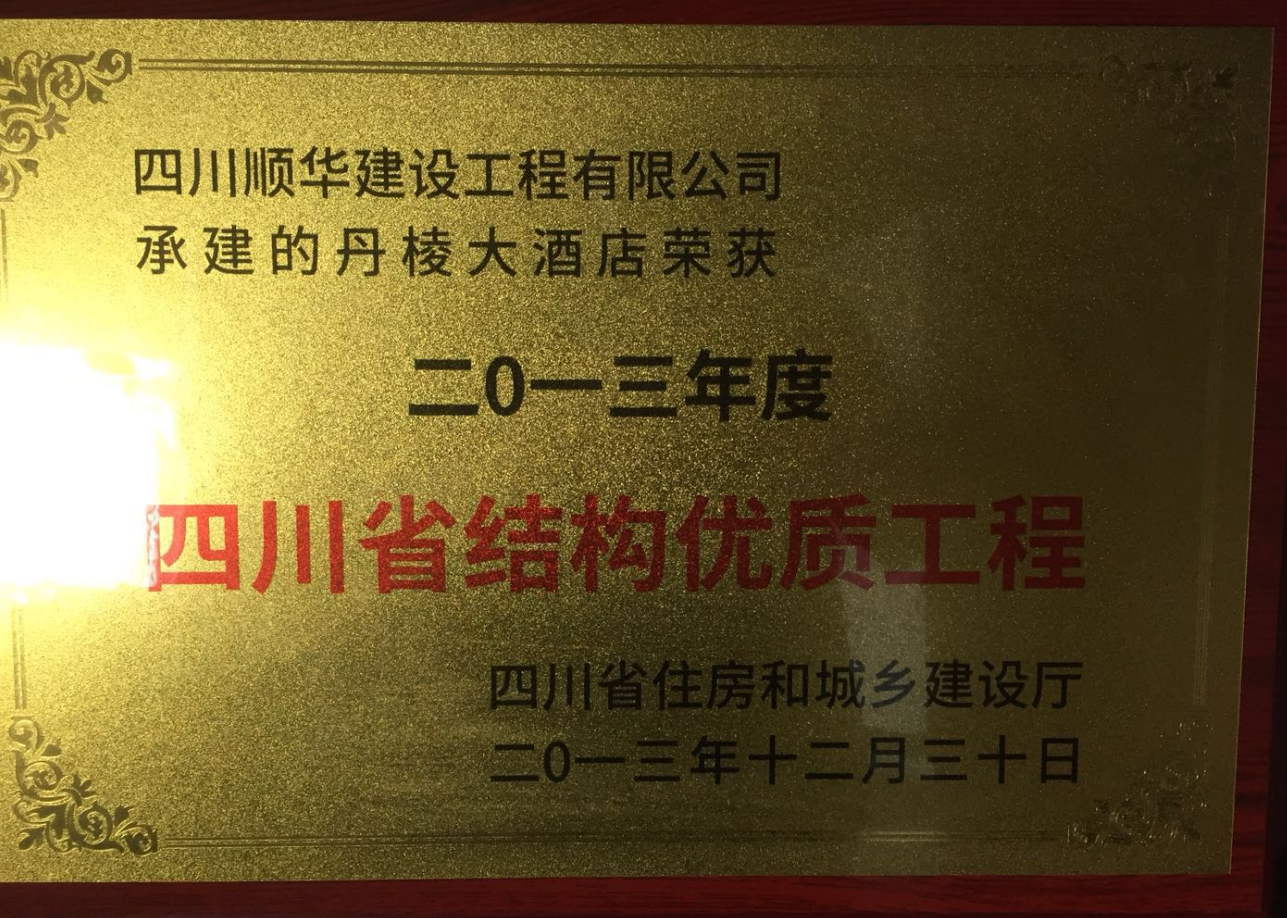 四川顺华建设工程有限公司
承建的丹棱大酒店荣获
二0一三年度
四川省结构优质工程
四川省住房和城乡建设厅
二0一三年十二月三十日